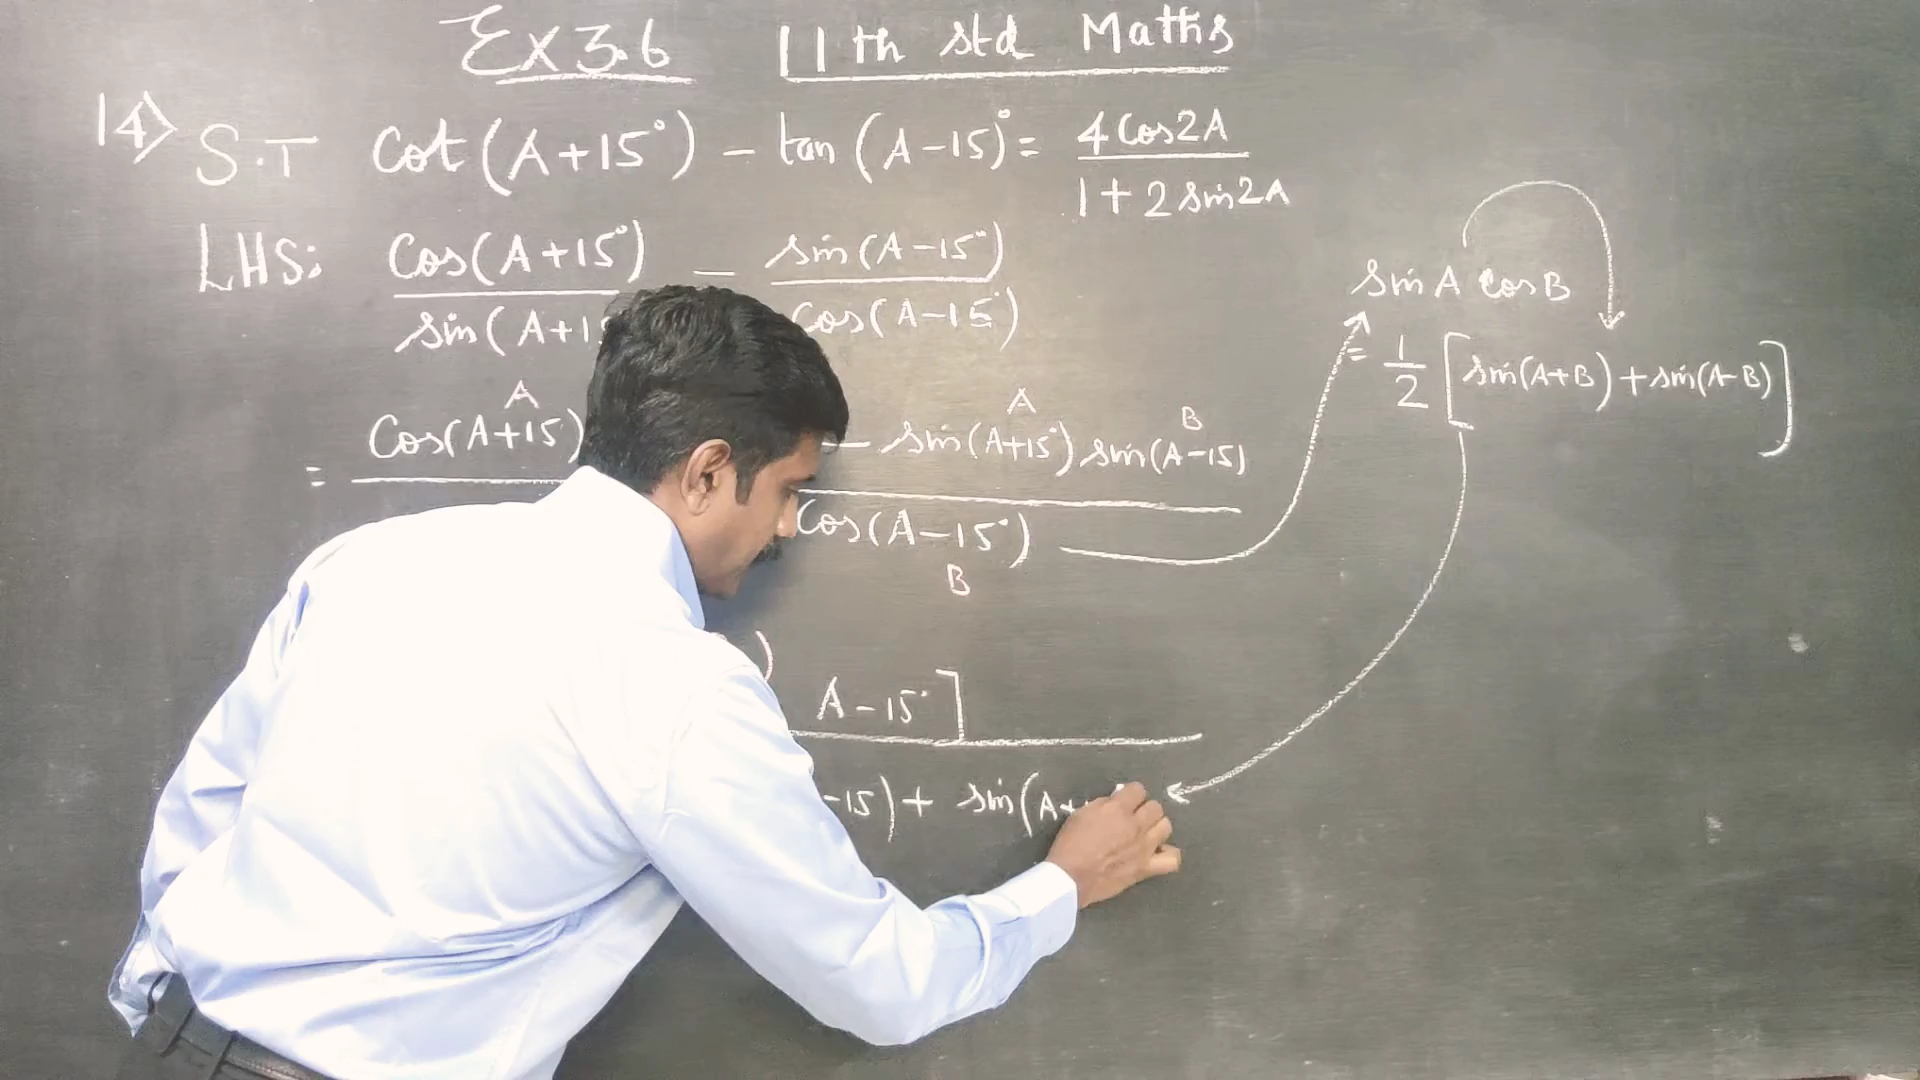 Ex 3.6 11th std Maths
14) S.T cot(A+15°) - tan(A-15)° = 4cos2A / 1+2sin2A
LHS: cos(A+15°) / sin(A+15 - sin(A-15°) / cos(A-15°)
A A B
= cos(A+15) - sin(A+15°) sin(A-15)
cos(A-15°)
B
)
A-15°]
-15) + sin(A+
sinA cosB
= 1/2 [sin(A+B)+sin(A-B)]